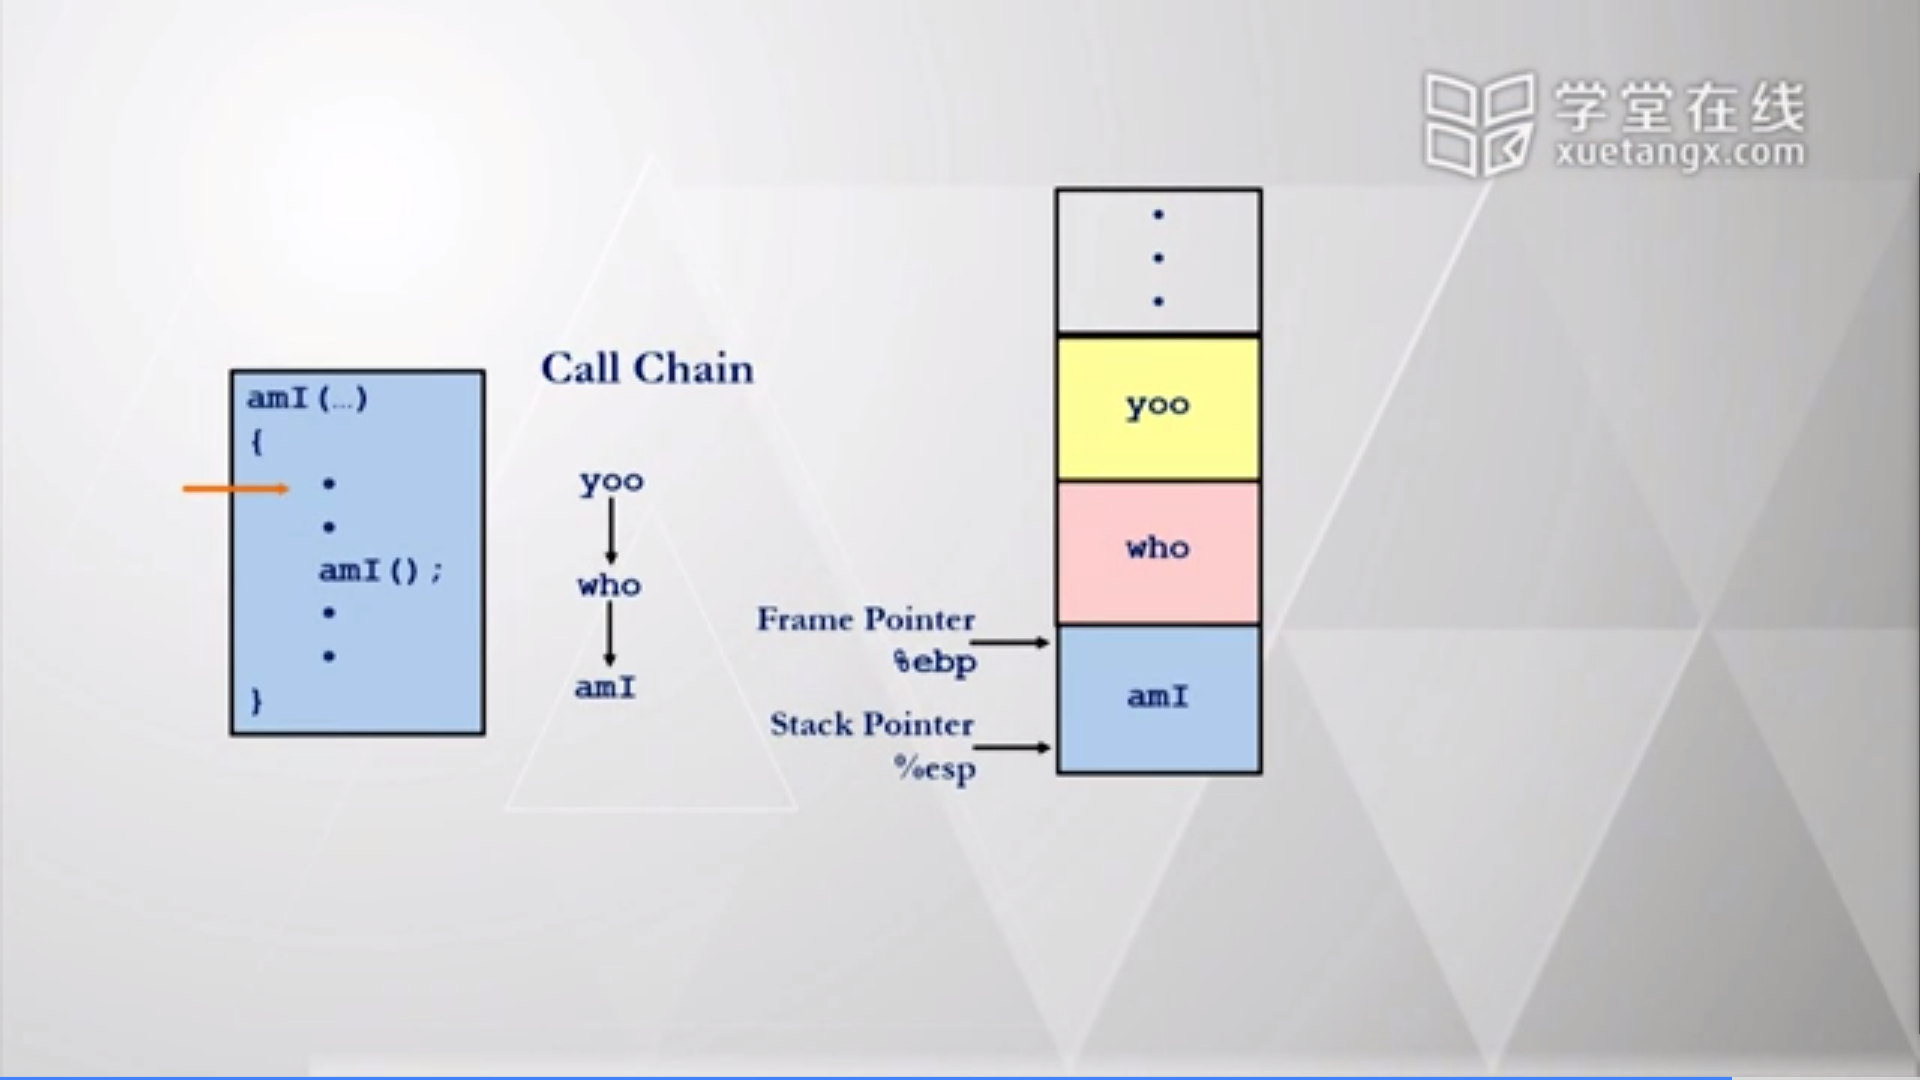 学堂在线
xuetangx.com
amI(…)
{
•
•
amI();
•
•
}
Call Chain
yoo
who
amI
•
•
•
yoo
who
amI
Frame Pointer
%ebp
Stack Pointer
%esp